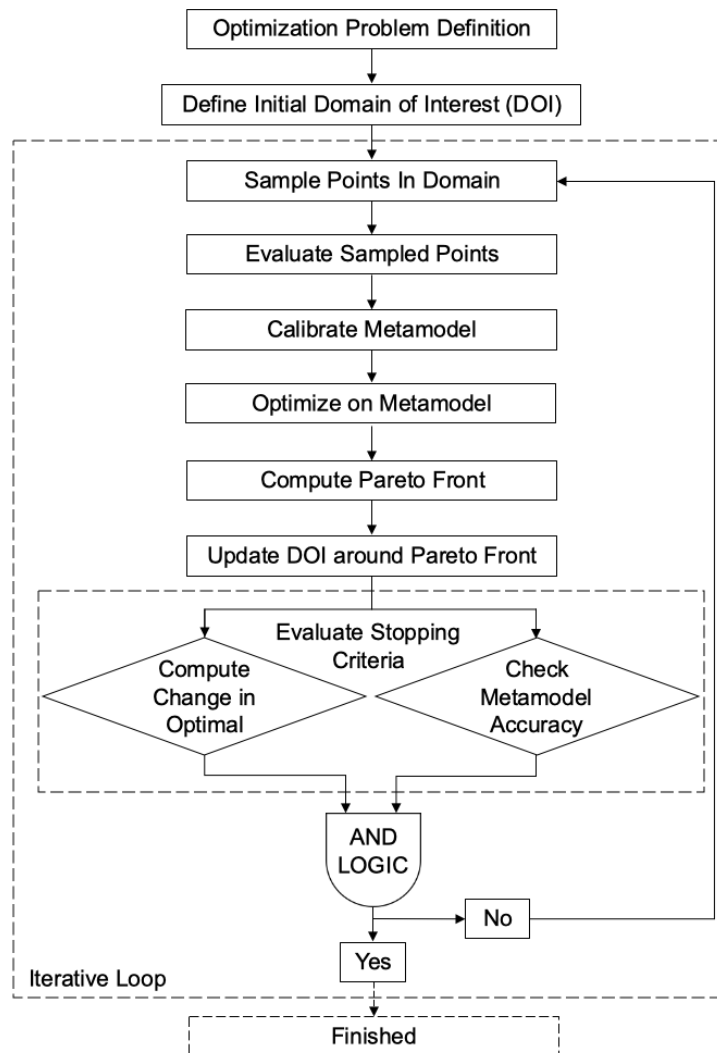 Optimization Problem Definition
Define Initial Domain of Interest (DOI)
Sample Points In Domain
Evaluate Sampled Points
Calibrate Metamodel
Optimize on Metamodel
Compute Pareto Front
Update DOI around Pareto Front
Evaluate Stopping
Criteria
Compute
Change in
Optimal
Check
Metamodel
Accuracy
AND
LOGIC
No
Yes
Iterative Loop
Finished